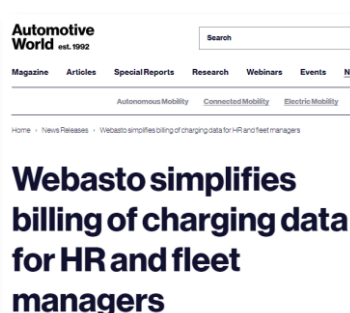 Automotive
World est. 1992
Search
Magazine Articles Special Reports Research Webinars Events N
Autonomous Mobility Connected Mobility Electric Mobility
Home • News Releases • Webasto simplifies billing of charging data for HR and fleet managers
Webasto simplifies
billing of charging data
for HR and fleet
managers